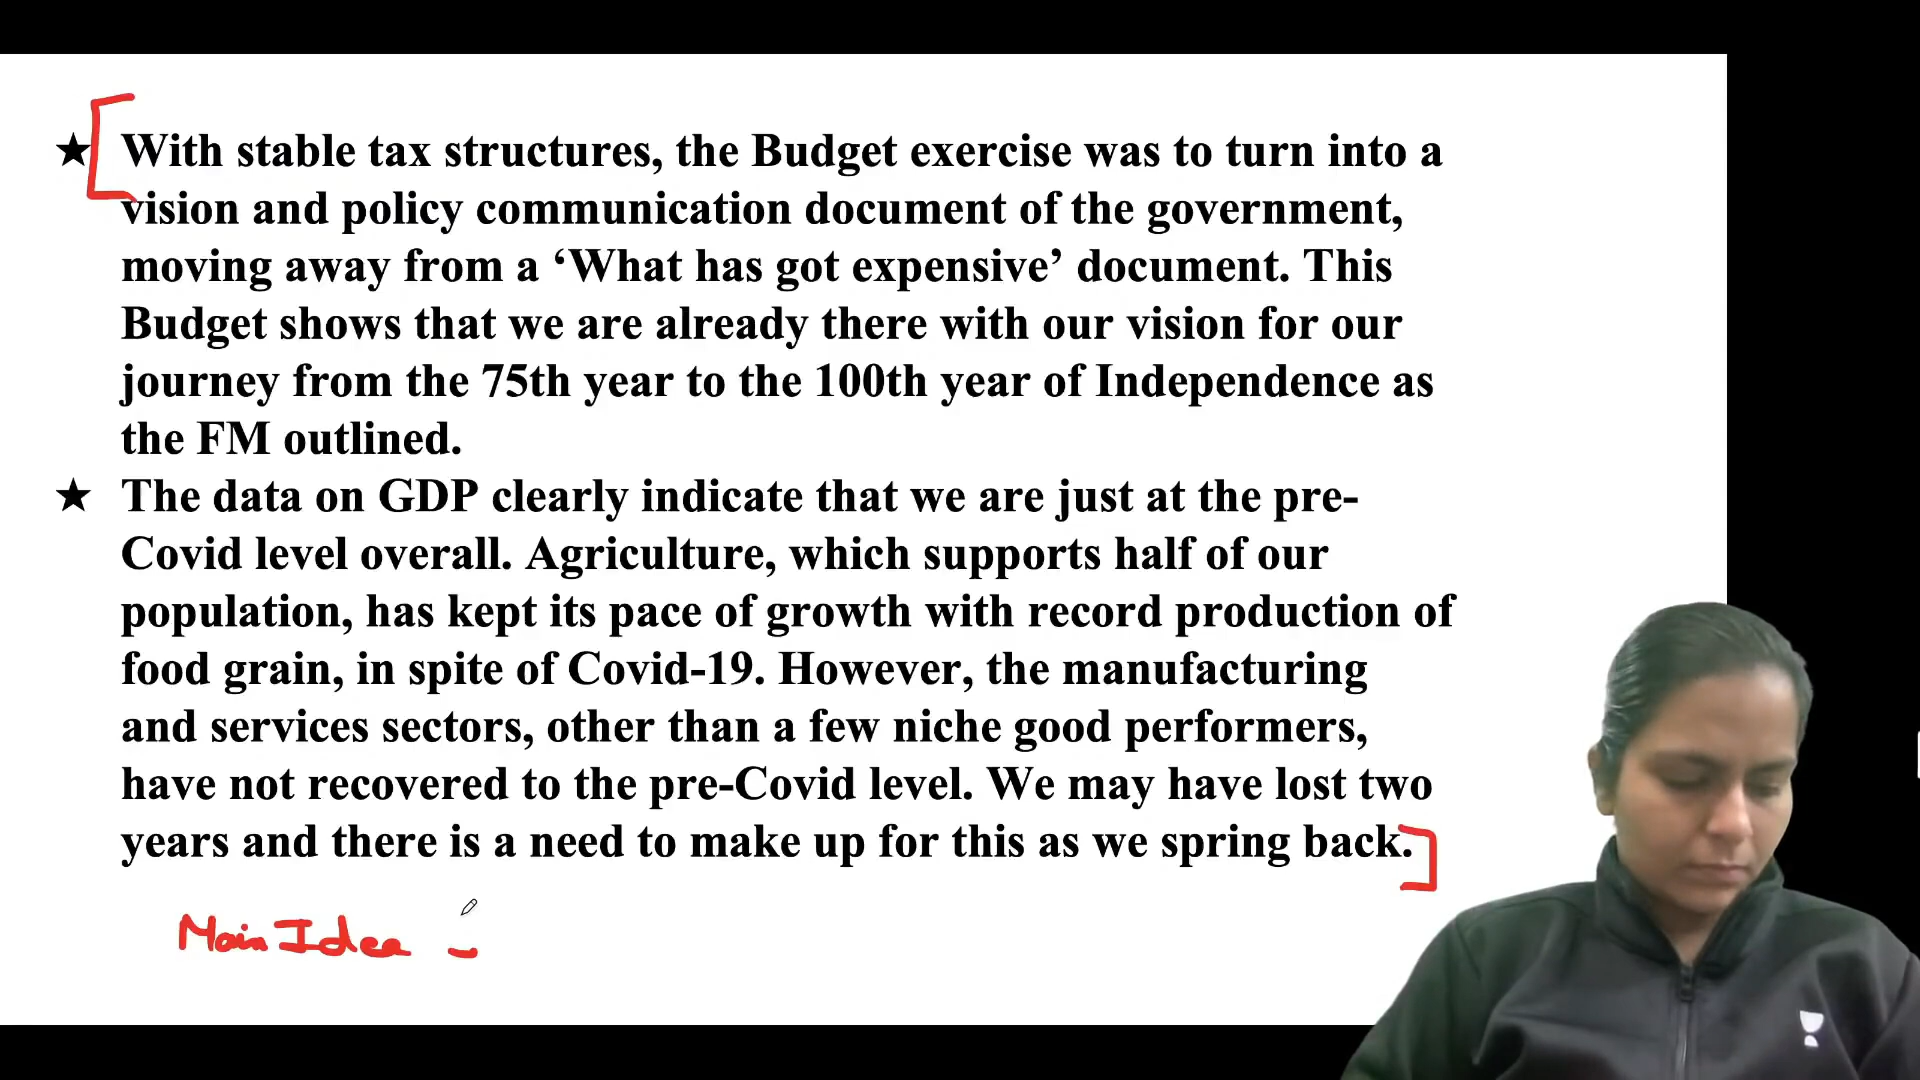 ★ With stable tax structures, the Budget exercise was to turn into a
vision and policy communication document of the government,
moving away from a ‘What has got expensive’ document. This
Budget shows that we are already there with our vision for our
journey from the 75th year to the 100th year of Independence as
the FM outlined.
★ The data on GDP clearly indicate that we are just at the pre-
Covid level overall. Agriculture, which supports half of our
population, has kept its pace of growth with record production of
food grain, in spite of Covid-19. However, the manufacturing
and services sectors, other than a few niche good performers,
have not recovered to the pre-Covid level. We may have lost two
years and there is a need to make up for this as we spring back.
Main Idea -